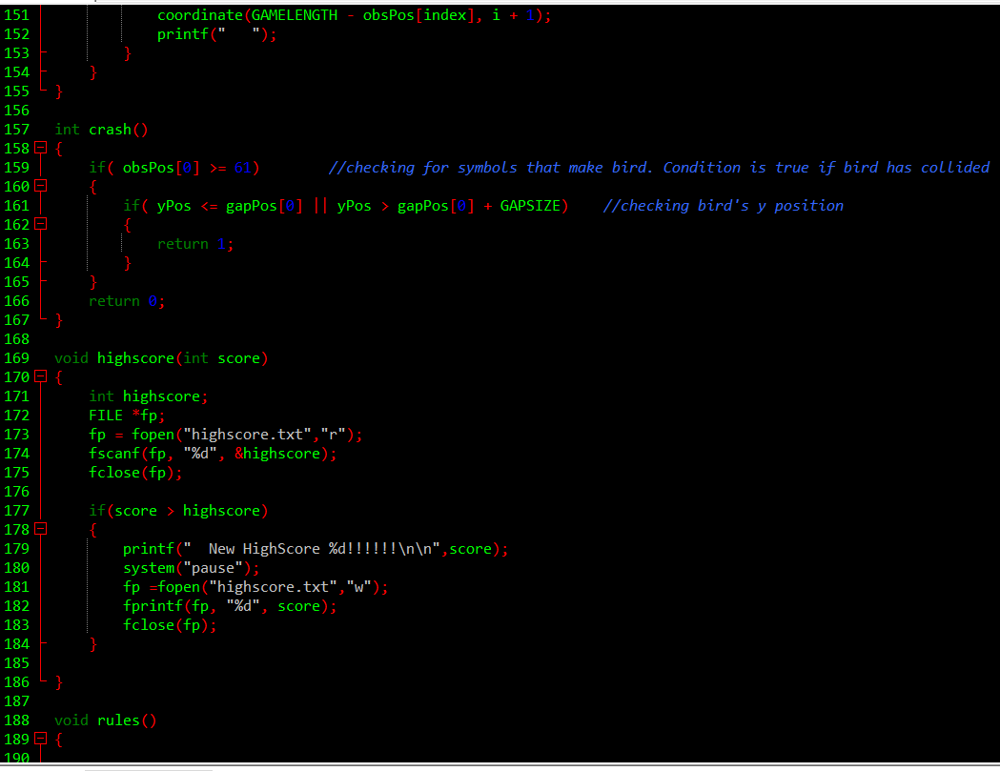 151 coordinate(GAMELENGTH - obsPos[index], i + 1);
152 printf("   ");
153 }
154 }
155 }
156
157 int crash()
158 {
159 if( obsPos[0] >= 61) //checking for symbols that make bird. Condition is true if bird has collided
160 {
161 if( yPos <= gapPos[0] || yPos > gapPos[0] + GAPSIZE) //checking bird's y position
162 {
163 return 1;
164 }
165 }
166 return 0;
167 }
168
169 void highscore(int score)
170 {
171 int highscore;
172 FILE *fp;
173 fp = fopen("highscore.txt","r");
174 fscanf(fp, "%d", &highscore);
175 fclose(fp);
176
177 if(score > highscore)
178 {
179 printf("  New HighScore %d!!!!!!\n\n",score);
180 system("pause");
181 fp =fopen("highscore.txt","w");
182 fprintf(fp, "%d", score);
183 fclose(fp);
184 }
185
186 }
187
188 void rules()
189 {
190